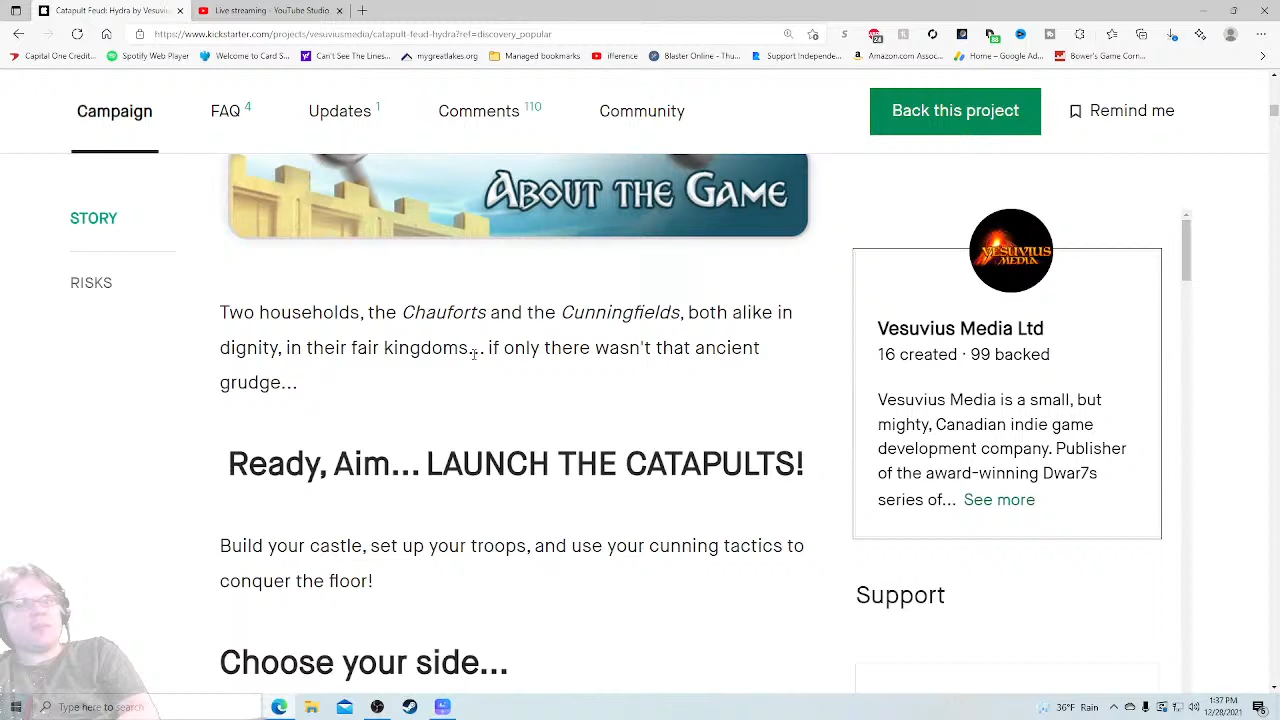 Catapult Feud: Hydra by Vesuviu
Live streaming - YouTube Studio
https://www.kickstarter.com/projects/vesuviusmedia/catapult-feud-hydra?ref=discovery_popular
Capital One Credit... Spotify Web Player Welcome Ward S... Can't See the Lines... mygreatlakes.org Managed bookmarks ifference Blaster Online - Thu... Support Independe... Amazon.com Associ... Google AdSense - Ho... Bower's Game Corn...
Campaign FAQ 4 Updates 1 Comments 110 Community Back this project Remind me
ABOUT THE GAME
STORY
RISKS
Two households, the Chauforts and the Cunningfields, both alike in
dignity, in their fair kingdoms... if only there wasn't that ancient
grudge...
Ready, Aim... LAUNCH THE CATAPULTS!
Build your castle, set up your troops, and use your cunning tactics to
conquer the floor!
Choose your side...
VESUVIUS
MEDIA
Vesuvius Media Ltd
16 created · 99 backed
Vesuvius Media is a small, but
mighty, Canadian indie game
development company. Publisher
of the award-winning Dwar7s
series of... See more
Support
Type here to search
36°F Rain
1:37 PM
12/28/2021